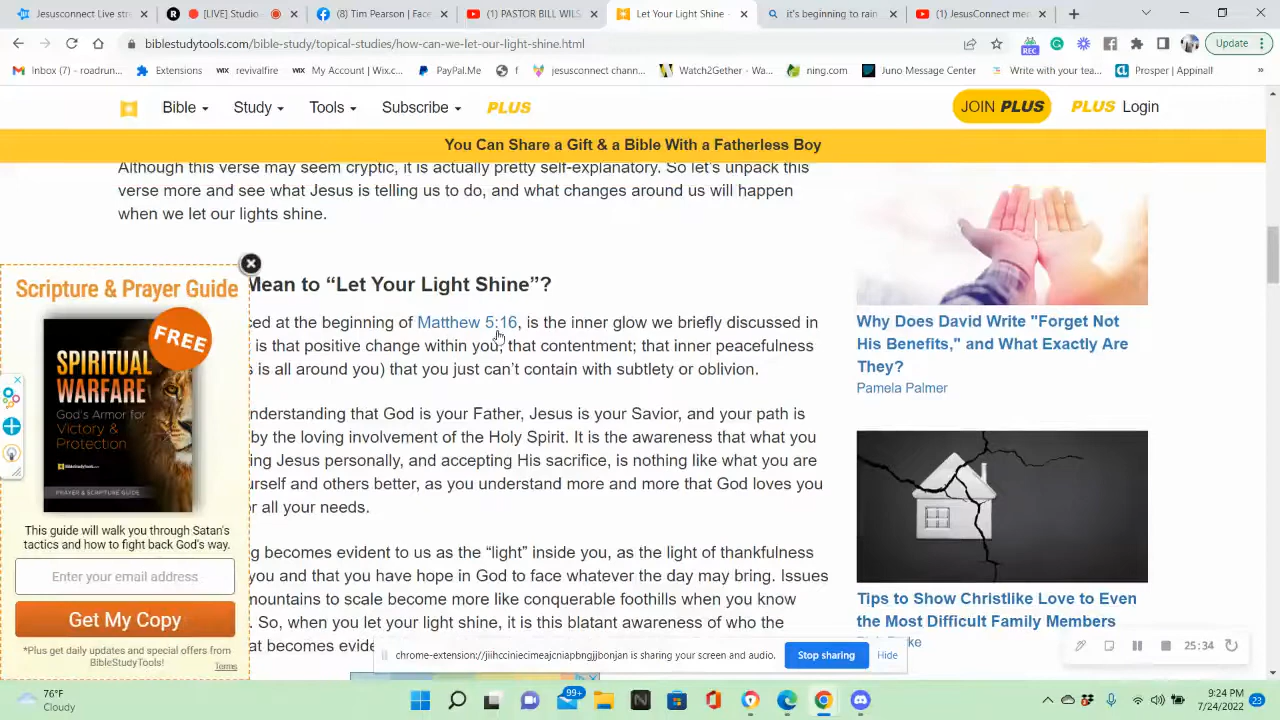 JesusConnect mee
[LIVE] Studio
(8) Tim Pearson | Face
(1) PASTOR BILL WILS
Let Your Light Shine -
it's beginning to rain
(1) JesusConnect mee
biblestudytools.com/bible-study/topical-studies/how-can-we-let-our-light-shine.html
REC
Update
Inbox (7) – roadrun...
Extensions
WIX revivalfire
WIX My Account | Wix.c...
PayPal.Me
f
jesusconnect chann...
Watch2Gether - Wa...
ning.com
Juno Message Center
Write with your tea...
Prosper | Appinall
Bible
Study
Tools
Subscribe
PLUS
JOIN PLUS
PLUS Login
You Can Share a Gift & a Bible With a Fatherless Boy
Although this verse may seem cryptic, it is actually pretty self-explanatory. So let's unpack this
verse more and see what Jesus is telling us to do, and what changes around us will happen
when we let our lights shine.
Mean to “Let Your Light Shine”?
ced at the beginning of Matthew 5:16, is the inner glow we briefly discussed in
is that positive change within you, that contentment; that inner peacefulness
s is all around you) that you just can’t contain with subtlety or oblivion.
nderstanding that God is your Father, Jesus is your Savior, and your path is
by the loving involvement of the Holy Spirit. It is the awareness that what you
ing Jesus personally, and accepting His sacrifice, is nothing like what you are
urself and others better, as you understand more and more that God loves you
r all your needs.
g becomes evident to us as the “light” inside you, as the light of thankfulness
you and that you have hope in God to face whatever the day may bring. Issues
mountains to scale become more like conquerable foothills when you know
. So, when you let your light shine, it is this blatant awareness of who the
at becomes evide
Scripture & Prayer Guide
FREE
SPIRITUAL
WARFARE
God's Armor for
Victory &
Protection
BibleStudyTools
PRAYER & SCRIPTURE GUIDE
This guide will walk you through Satan's
tactics and how to fight back God's way.
Enter your email address
Get My Copy
*Plus get daily updates and special offers from
BibleStudyTools!
Terms
Why Does David Write "Forget Not
His Benefits," and What Exactly Are
They?
Pamela Palmer
Tips to Show Christlike Love to Even
the Most Difficult Family Members
ke
25:34
chrome-extension://jiihcciniecimeajcniapbngjjbonjan is sharing your screen and audio.
Stop sharing
Hide
76°F
Cloudy
99+
9:24 PM
7/24/2022
23